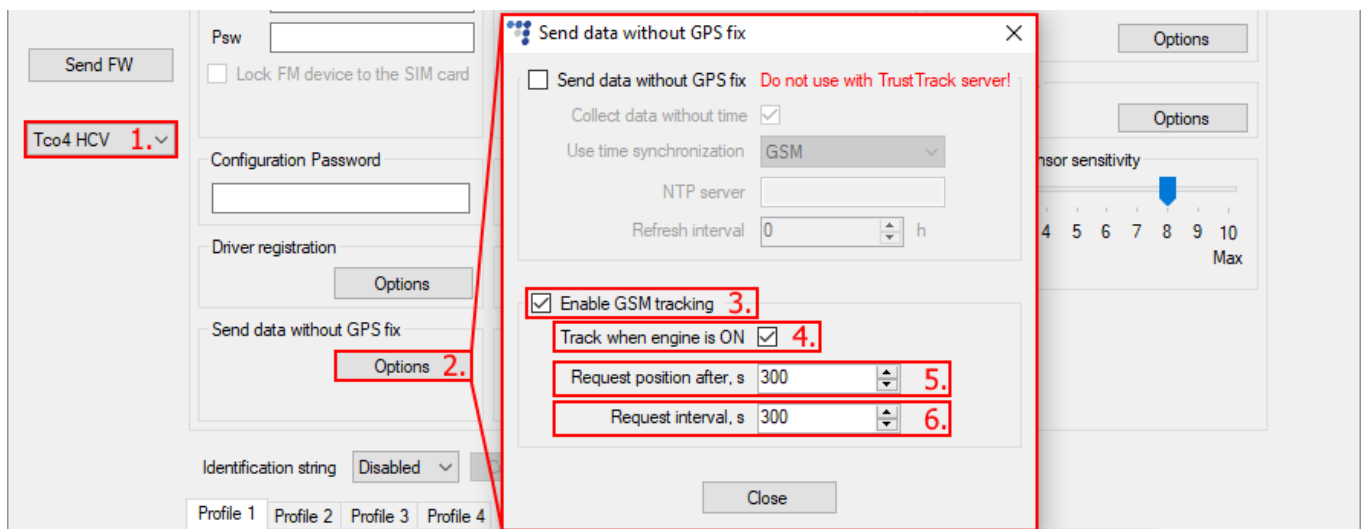 Send FW
Tco4 HCV 1.
Psw
Lock FM device to the SIM card
Configuration Password
Driver registration
Options
Send data without GPS fix
Options 2.
Identification string Disabled
Profile 1 Profile 2 Profile 3 Profile 4
Send data without GPS fix
Send data without GPS fix Do not use with TrustTrack server!
Collect data without time
Use time synchronization GSM
NTP server
Refresh interval 0 h
Enable GSM tracking 3.
Track when engine is ON 4.
Request position after, s 300 5.
Request interval, s 300 6.
Close
Options
Options
sensitivity
4 5 6 7 8 9 10
Max